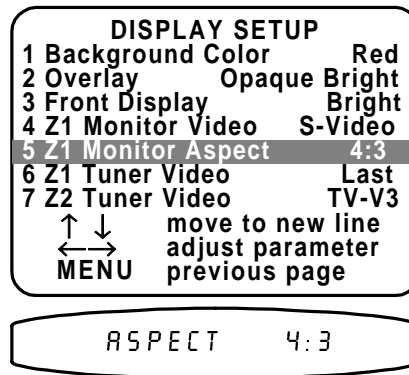 DISPLAY SETUP
1 Background Color Red
2 Overlay Opaque Bright
3 Front Display Bright
4 Z1 Monitor Video S-Video
5 Z1 Monitor Aspect 4:3
6 Z1 Tuner Video Last
7 Z2 Tuner Video TV-V3
↑ ↓ move to new line
←→ adjust parameter
MENU previous page
ASPECT 4:3